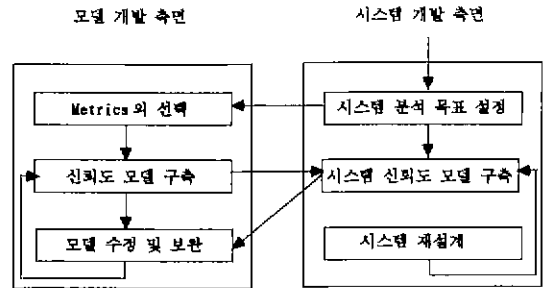 모델 개발 측면 시스템 개발 측면
Metrics의 선택 시스템 분석 목표 설정
신뢰도 모델 구축 시스템 신뢰도 모델 구축
모델 수정 및 보완 시스템 재설계